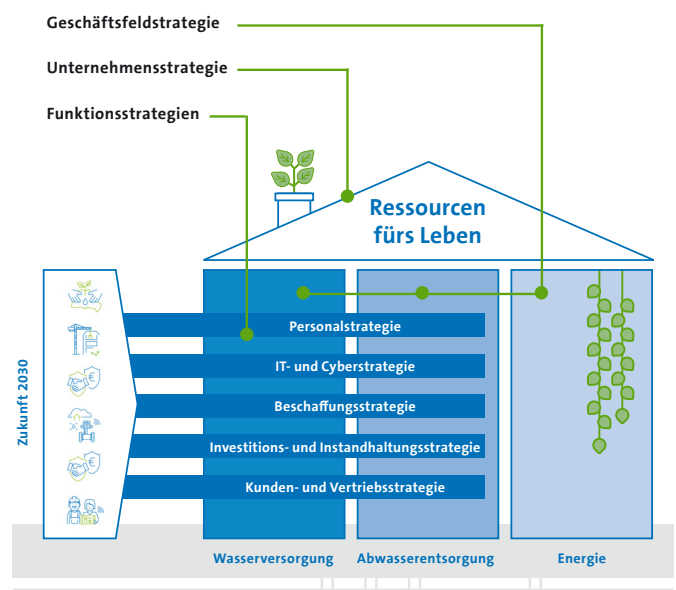 Geschäftsfeldstrategie
Unternehmensstrategie
Funktionsstrategien
Ressourcen
fürs Leben
Zukunft 2030
Personalstrategie
IT- und Cyberstrategie
Beschaffungsstrategie
Investitions- und Instandhaltungsstrategie
Kunden- und Vertriebsstrategie
Wasserversorgung
Abwasserentsorgung
Energie